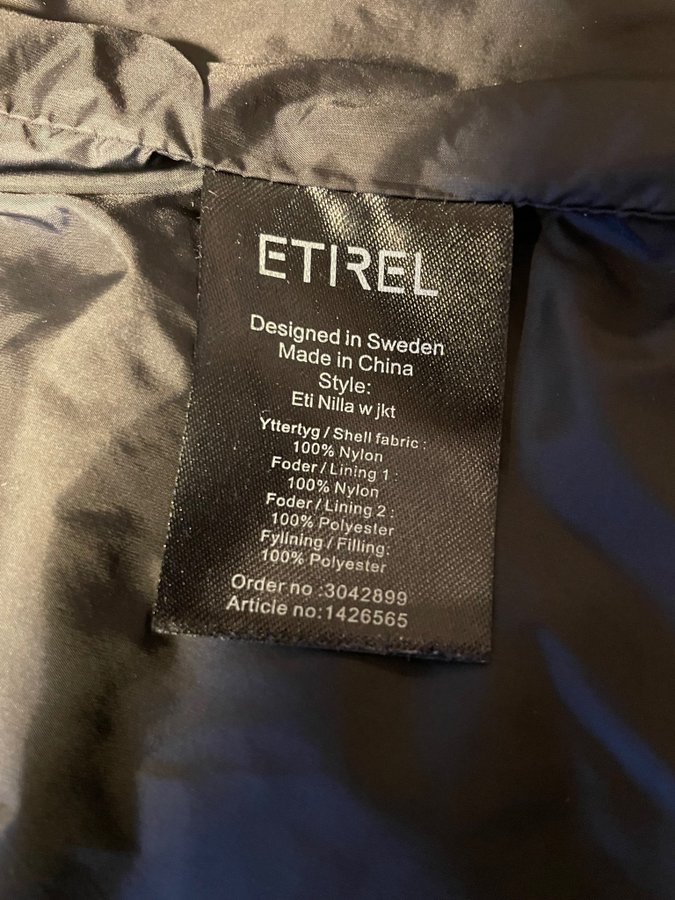 ETIREL
Designed in Sweden
Made in China
Style:
Eti Nilla w jkt
Yttertyg / Shell fabric :
100% Nylon
Foder / Lining 1 :
100% Nylon
Foder / Lining 2 :
100% Polyester
Fyllning / Filling:
100% Polyester
Order no :3042899
Articie no:1426565